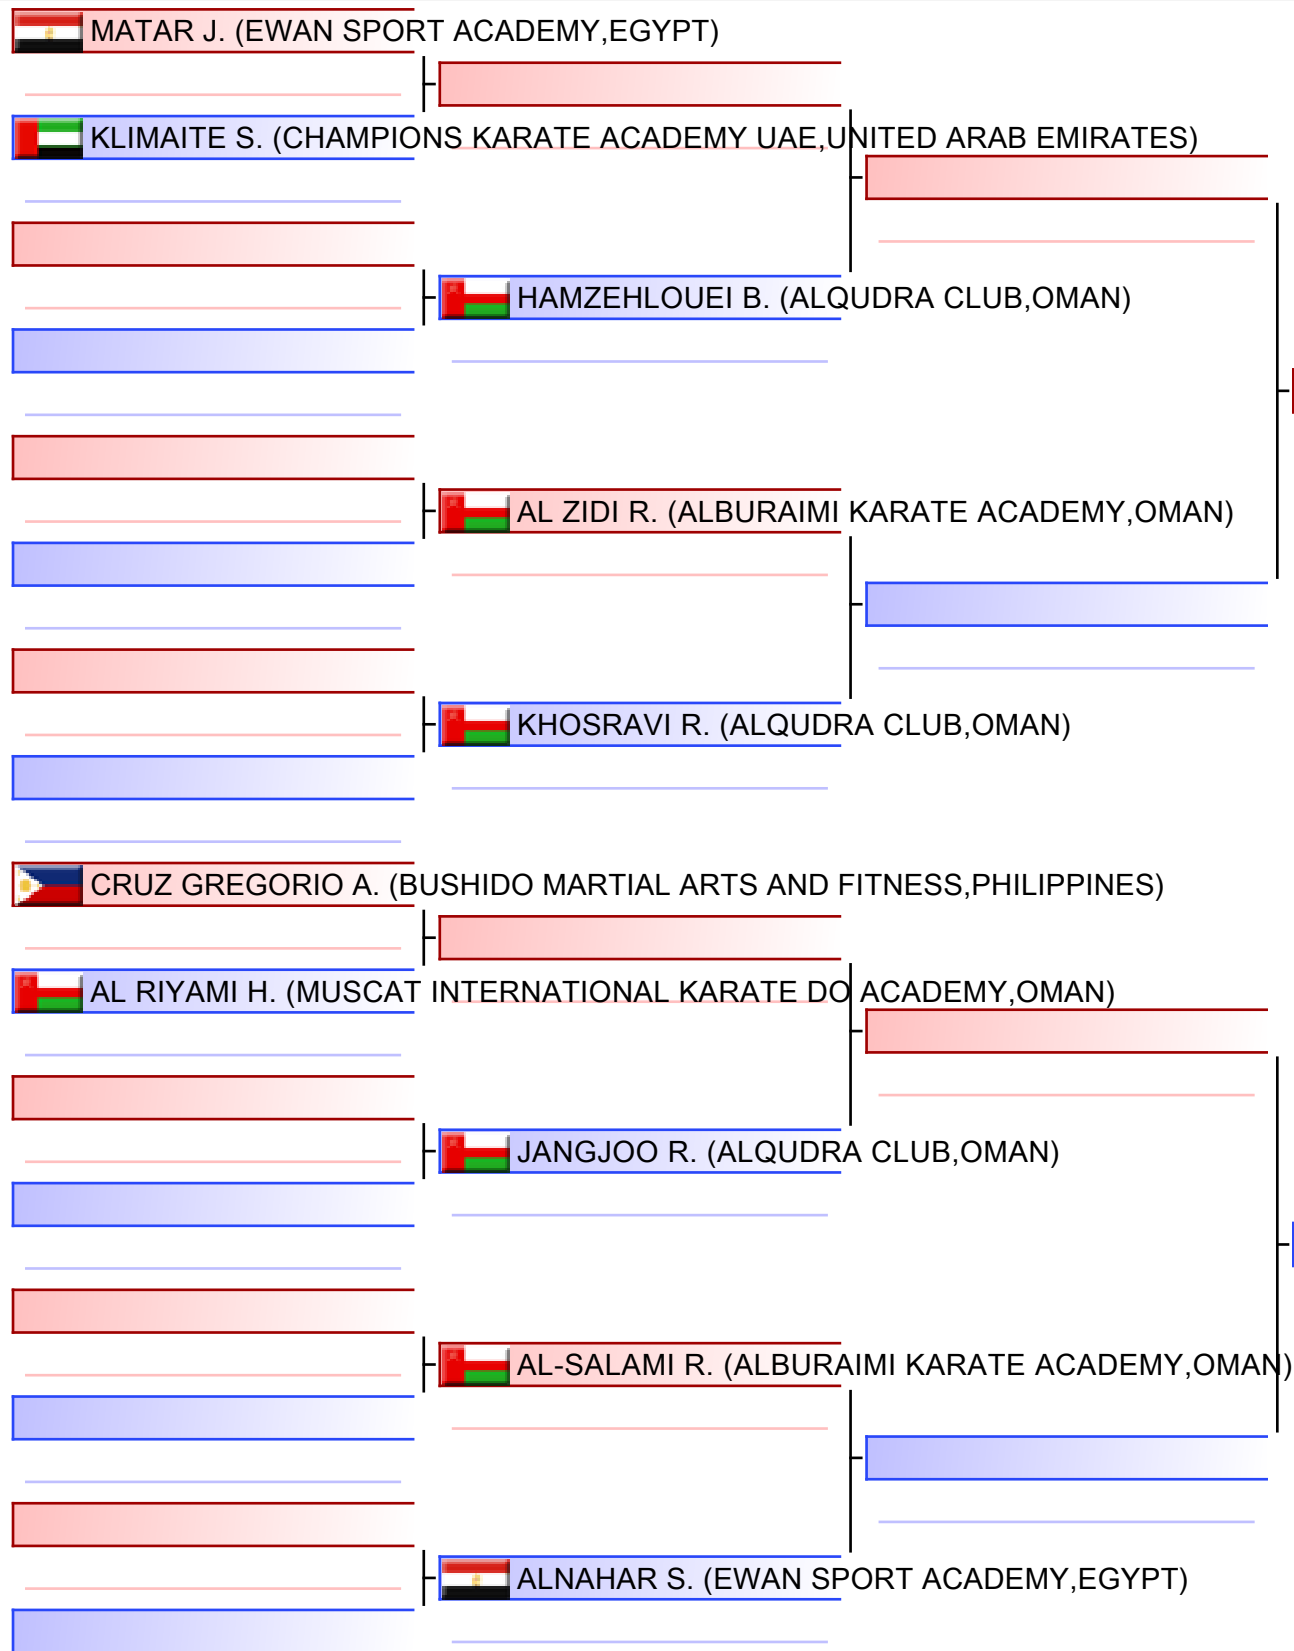 MATAR J. (EWAN SPORT ACADEMY,EGYPT)
KLIMAITE S. (CHAMPIONS KARATE ACADEMY UAE,UNITED ARAB EMIRATES)
HAMZEHLOUEI B. (ALQUDRA CLUB,OMAN)
AL ZIDI R. (ALBURAIMI KARATE ACADEMY,OMAN)
KHOSRAVI R. (ALQUDRA CLUB,OMAN)
CRUZ GREGORIO A. (BUSHIDO MARTIAL ARTS AND FITNESS,PHILIPPINES)
AL RIYAMI H. (MUSCAT INTERNATIONAL KARATE DO ACADEMY,OMAN)
JANGJOO R. (ALQUDRA CLUB,OMAN)
AL-SALAMI R. (ALBURAIMI KARATE ACADEMY,OMAN)
ALNAHAR S. (EWAN SPORT ACADEMY,EGYPT)